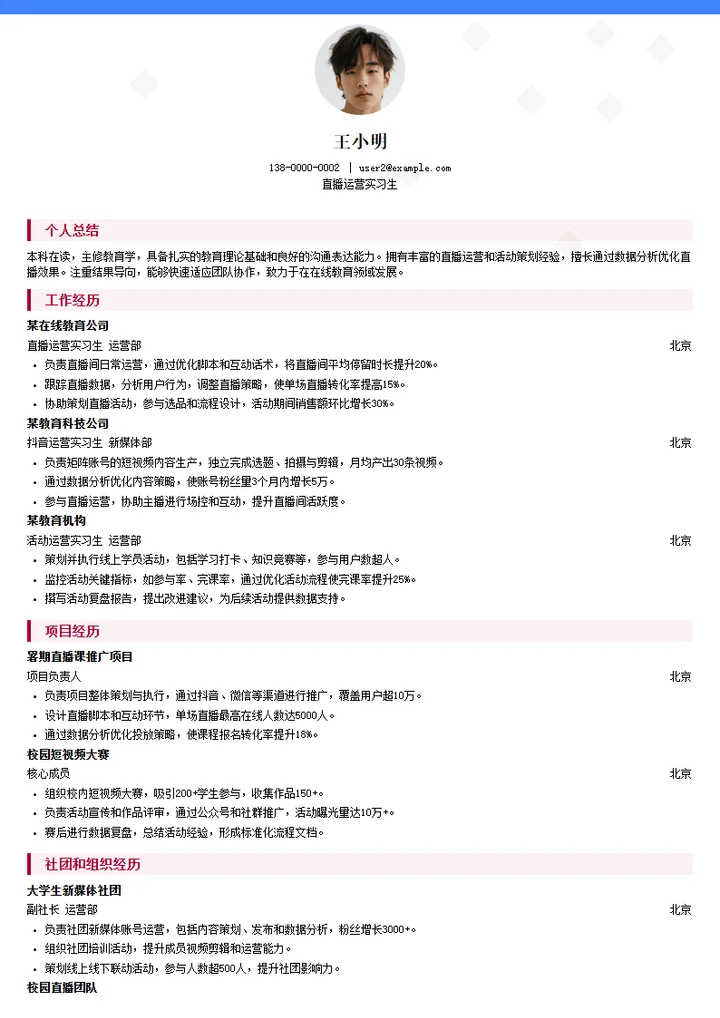 王小明
138-0000-0002 | user2@example.com
直播运营实习生
个人总结
本科在读，主修教育学，具备扎实的教育理论基础和良好的沟通表达能力。拥有丰富的直播运营和活动策划经验，擅长通过数据分析优化直
播效果。注重结果导向，能够快速适应团队协作，致力于在在线教育领域发展。
工作经历
某在线教育公司
直播运营实习生 运营部 北京
• 负责直播间日常运营，通过优化脚本和互动话术，将直播间平均停留时长提升20%。
• 跟踪直播数据，分析用户行为，调整直播策略，使单场直播转化率提高15%。
• 协助策划直播活动，参与选品和流程设计，活动期间销售额环比增长30%。
某教育科技公司
抖音运营实习生 新媒体部 北京
• 负责矩阵账号的短视频内容生产，独立完成选题、拍摄与剪辑，月均产出30条视频。
• 通过数据分析优化内容策略，使账号粉丝量3个月内增长5万。
• 参与直播运营，协助主播进行场控和互动，提升直播间活跃度。
某教育机构
活动运营实习生 运营部 北京
• 策划并执行线上学员活动，包括学习打卡、知识竞赛等，参与用户数超人。
• 监控活动关键指标，如参与率、完课率，通过优化活动流程使完课率提升25%。
• 撰写活动复盘报告，提出改进建议，为后续活动提供数据支持。
项目经历
暑期直播课推广项目
项目负责人 北京
• 负责项目整体策划与执行，通过抖音、微信等渠道进行推广，覆盖用户超10万。
• 设计直播脚本和互动环节，单场直播最高在线人数达5000人。
• 通过数据分析优化投放策略，使课程报名转化率提升18%。
校园短视频大赛
核心成员 北京
• 组织校内短视频大赛，吸引200+学生参与，收集作品150+。
• 负责活动宣传和作品评审，通过公众号和社群推广，活动曝光量达10万+。
• 赛后进行数据复盘，总结活动经验，形成标准化流程文档。
社团和组织经历
大学生新媒体社团
副社长 运营部 北京
• 负责社团新媒体账号运营，包括内容策划、发布和数据分析，粉丝增长3000+。
• 组织社团培训活动，提升成员视频剪辑和运营能力。
• 策划线上线下联动活动，参与人数超500人，提升社团影响力。
校园直播团队